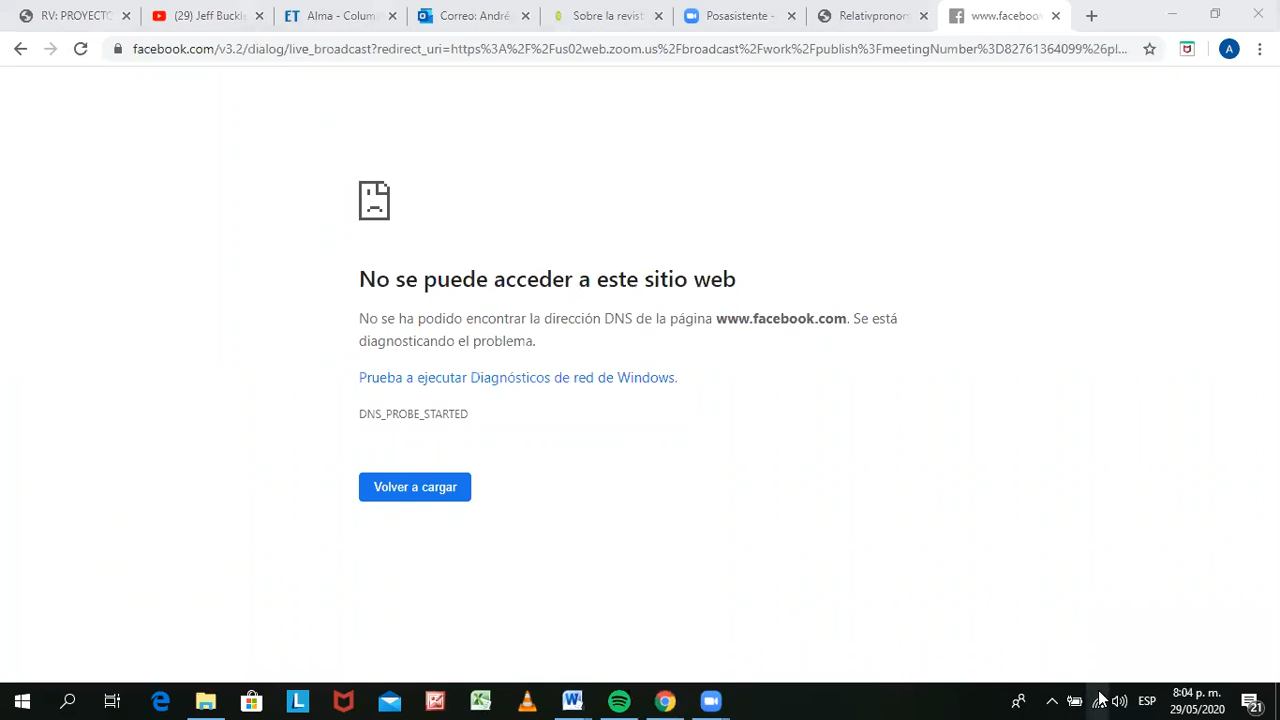 RV: PROYECTO
(29) Jeff Buckl
ET Alma - Colum
Correo: Andre
Sobre la revist
Posasistente -
Relativpronom
www.faceboo
facebook.com/v3.2/dialog/live_broadcast?redirect_uri=https%3A%2F%2Fus02web.zoom.us%2Fbroadcast%2Fwork%2Fpublish%3FmeetingNumber%3D82761364099%26pl...
A
No se puede acceder a este sitio web
No se ha podido encontrar la dirección DNS de la página www.facebook.com. Se está
diagnosticando el problema.
Prueba a ejecutar Diagnósticos de red de Windows.
DNS_PROBE_STARTED
Volver a cargar
L
ESP
8:04 p. m.
29/05/2020
21